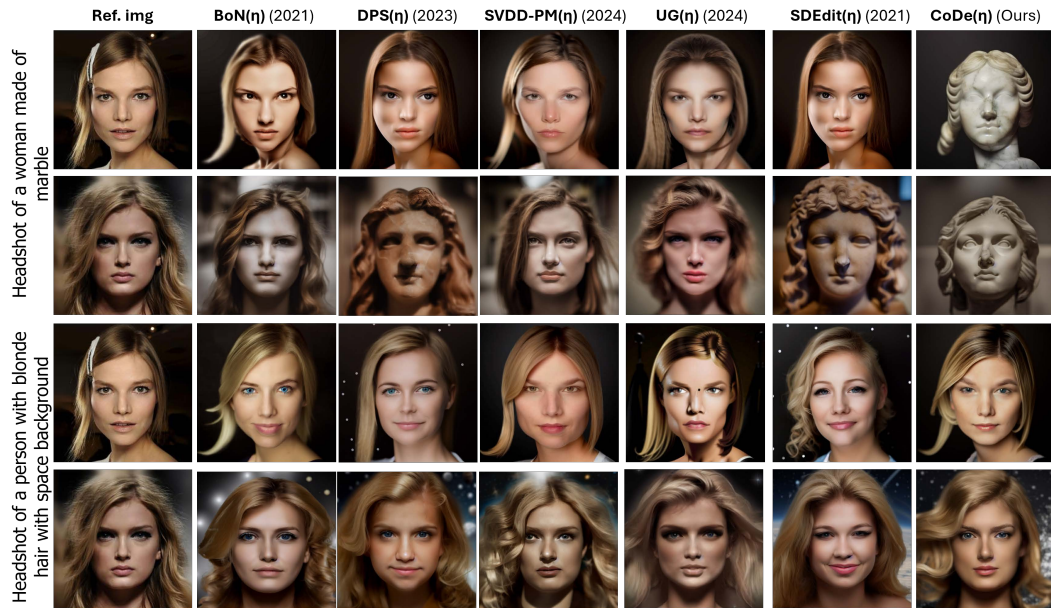 Ref. img BoN(η) (2021) DPS(η) (2023) SVDD-PM(η) (2024) UG(η) (2024) SDEdit(η) (2021) CoDe(η) (Ours)
Headshot of a woman made of
marble
Headshot of a person with blonde
hair with space background